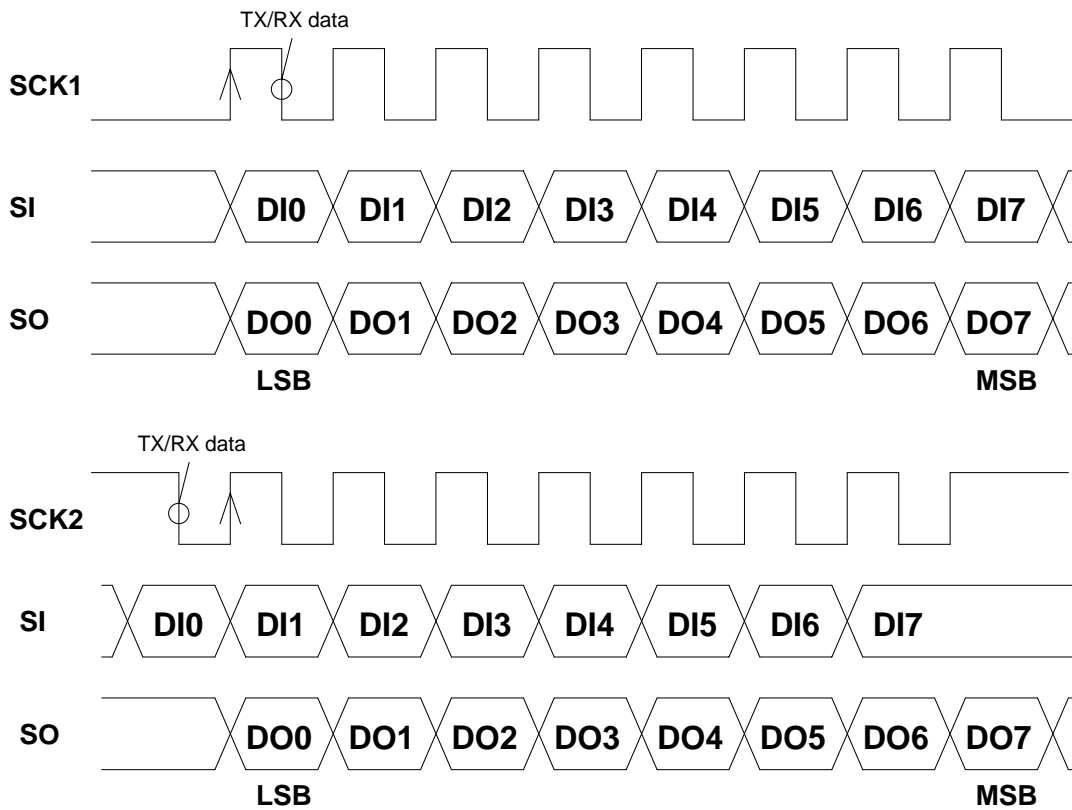 TX/RX data
SCK1
SI DI0 DI1 DI2 DI3 DI4 DI5 DI6 DI7
SO DO0 DO1 DO2 DO3 DO4 DO5 DO6 DO7
LSB MSB
TX/RX data
SCK2
SI DI0 DI1 DI2 DI3 DI4 DI5 DI6 DI7
SO DO0 DO1 DO2 DO3 DO4 DO5 DO6 DO7
LSB MSB